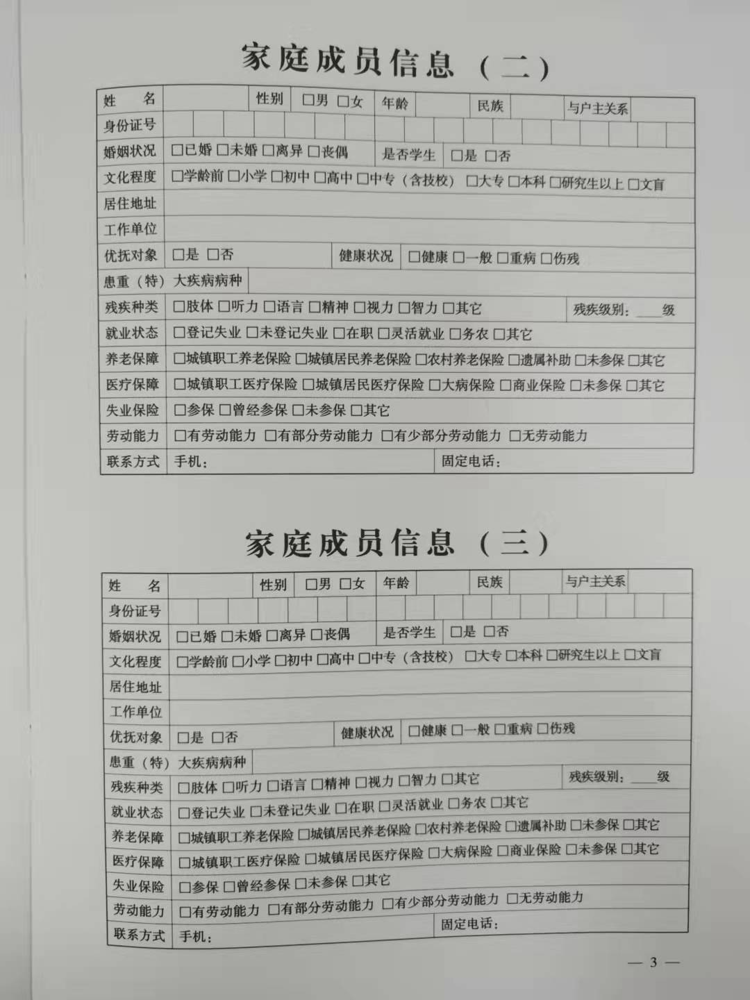 家庭成员信息（二）
姓 名 性别 □男 □女 年龄 民族 与户主关系
身份证号
婚姻状况 □已婚 □未婚 □离异 □丧偶 是否学生 □是 □否
文化程度 □学龄前 □小学 □初中 □高中 □中专（含技校） □大专 □本科 □研究生以上 □文盲
居住地址
工作单位
优抚对象 □是 □否 健康状况 □健康 □一般 □重病 □伤残
患重（特）大疾病病种
残疾种类 □肢体 □听力 □语言 □精神 □视力 □智力 □其它 残疾级别：____级
就业状态 □登记失业 □未登记失业 □在职 □灵活就业 □务农 □其它
养老保障 □城镇职工养老保险 □城镇居民养老保险 □农村养老保险 □遗属补助 □未参保 □其它
医疗保障 □城镇职工医疗保险 □城镇居民医疗保险 □大病保险 □商业保险 □未参保 □其它
失业保险 □参保 □曾经参保 □未参保 □其它
劳动能力 □有劳动能力 □有部分劳动能力 □有少部分劳动能力 □无劳动能力
联系方式 手机： 固定电话：
家庭成员信息（三）
姓 名 性别 □男 □女 年龄 民族 与户主关系
身份证号
婚姻状况 □已婚 □未婚 □离异 □丧偶 是否学生 □是 □否
文化程度 □学龄前 □小学 □初中 □高中 □中专（含技校） □大专 □本科 □研究生以上 □文盲
居住地址
工作单位
优抚对象 □是 □否 健康状况 □健康 □一般 □重病 □伤残
患重（特）大疾病病种
残疾种类 □肢体 □听力 □语言 □精神 □视力 □智力 □其它 残疾级别：____级
就业状态 □登记失业 □未登记失业 □在职 □灵活就业 □务农 □其它
养老保障 □城镇职工养老保险 □城镇居民养老保险 □农村养老保险 □遗属补助 □未参保 □其它
医疗保障 □城镇职工医疗保险 □城镇居民医疗保险 □大病保险 □商业保险 □未参保 □其它
失业保险 □参保 □曾经参保 □未参保 □其它
劳动能力 □有劳动能力 □有部分劳动能力 □有少部分劳动能力 □无劳动能力
联系方式 手机： 固定电话：
— 3 —